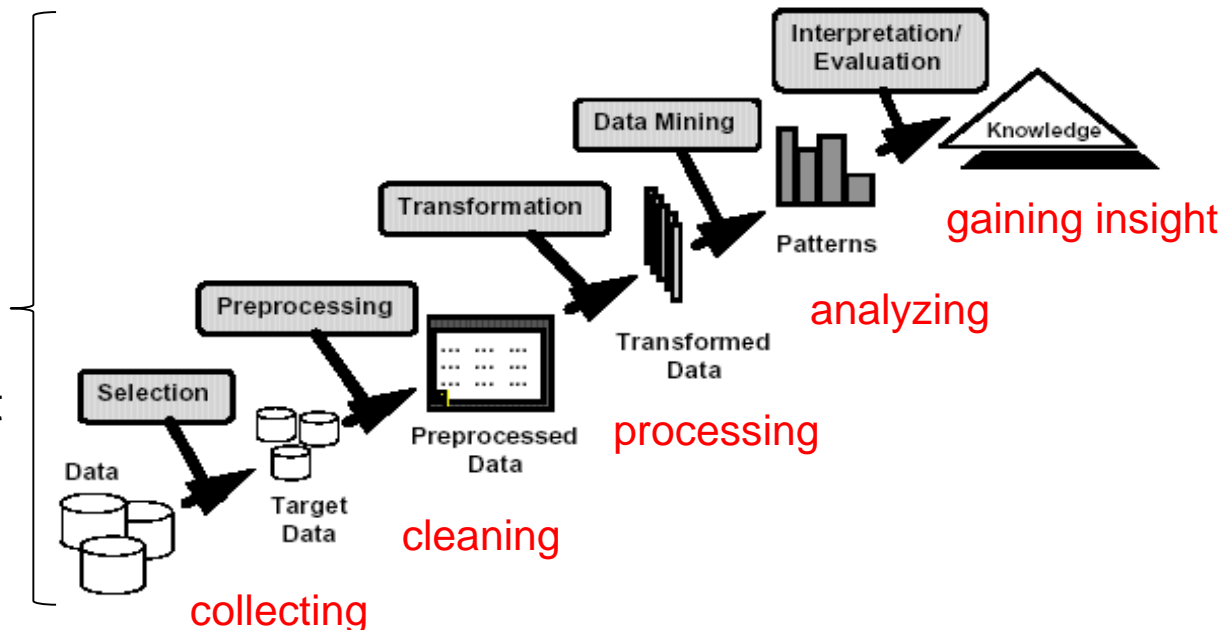 Interpretation/
Evaluation
Data Mining
Knowledge
Transformation
gaining insight
Patterns
Preprocessing
analyzing
... ... ...
... ... ...
... ... ...
Transformed
Data
Selection
Preprocessed
Data
processing
Data
Target
Data
cleaning
collecting